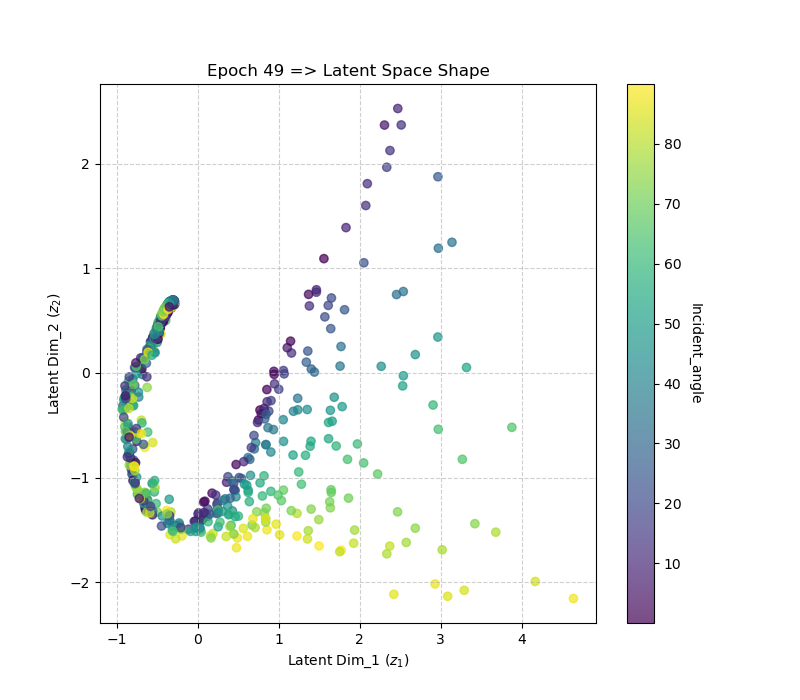 Epoch 49 => Latent Space Shape
2
1
0
−1
−2
Latent Dim_2 (z₂)
−1 0 1 2 3 4
Latent Dim_1 (z₁)
80
70
60
50
40
30
20
10
Incident_angle